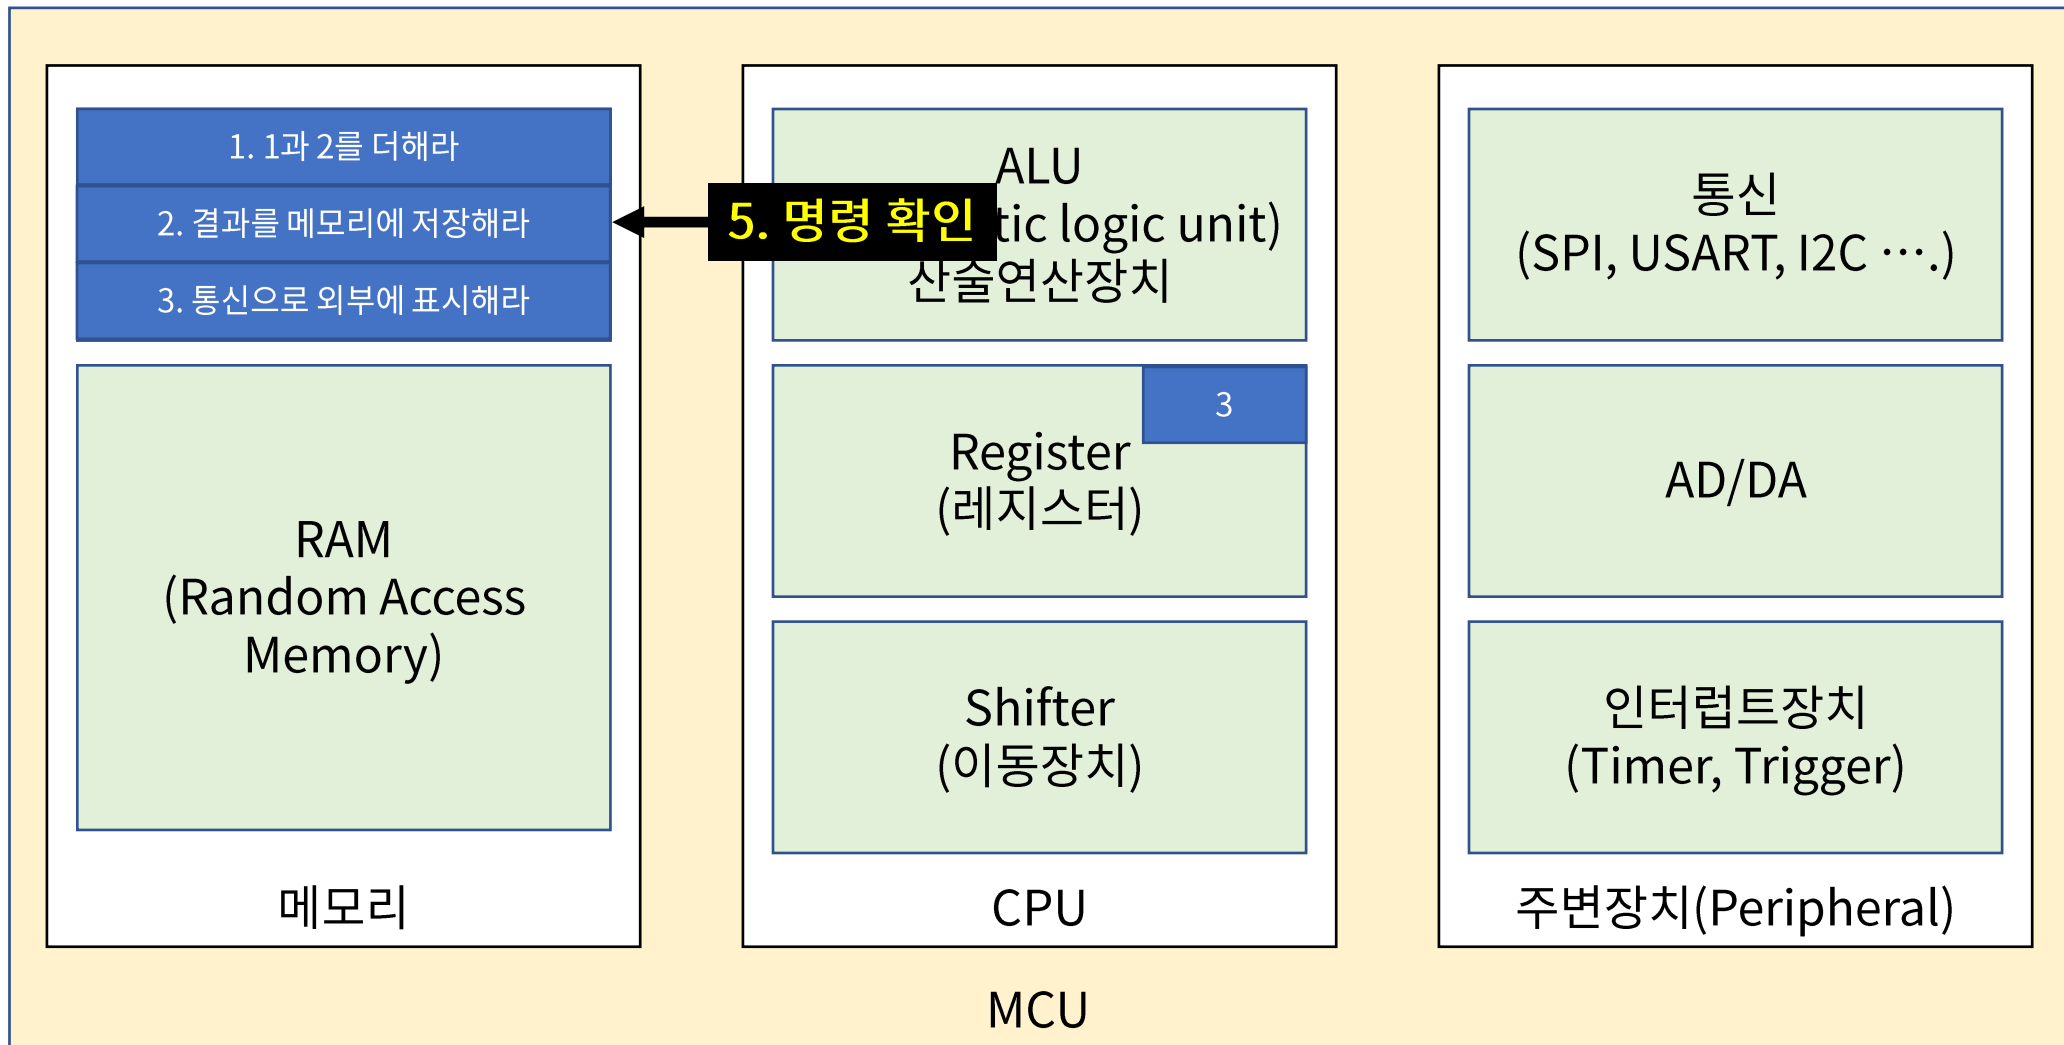 1. 1과 2를 더해라
2. 결과를 메모리에 저장해라
3. 통신으로 외부에 표시해라
RAM
(Random Access
Memory)
메모리
5. 명령 확인
ALU
tic logic unit)
산술연산장치
3
Register
(레지스터)
Shifter
(이동장치)
CPU
통신
(SPI, USART, I2C ….)
AD/DA
인터럽트장치
(Timer, Trigger)
주변장치(Peripheral)
MCU